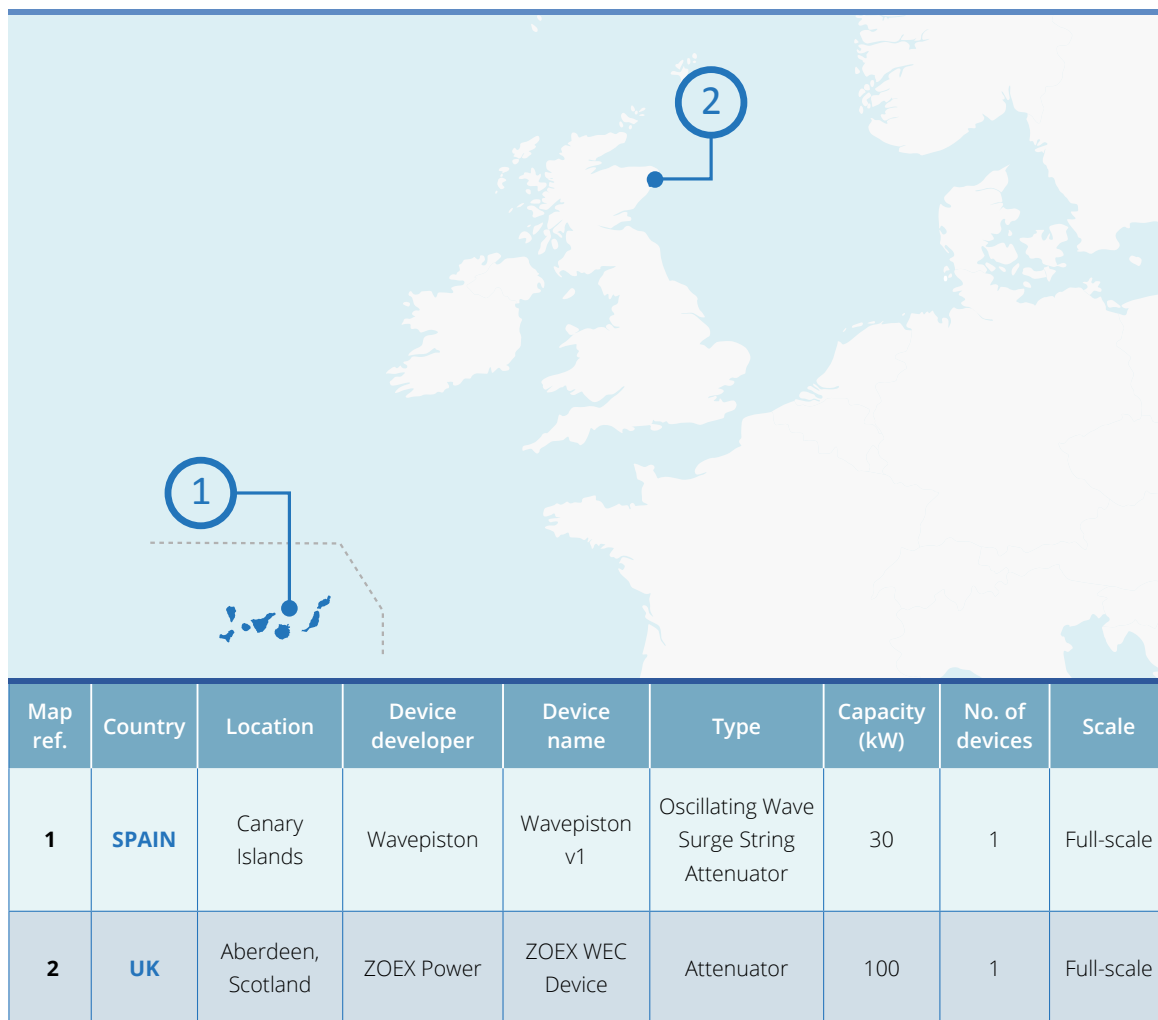 2
1
Map ref.
Country
Location
Device developer
Device name
Type
Capacity (kW)
No. of devices
Scale
1
SPAIN
Canary Islands
Wavepiston
Wavepiston v1
Oscillating Wave Surge String Attenuator
30
1
Full-scale
2
UK
Aberdeen, Scotland
ZOEX Power
ZOEX WEC Device
Attenuator
100
1
Full-scale